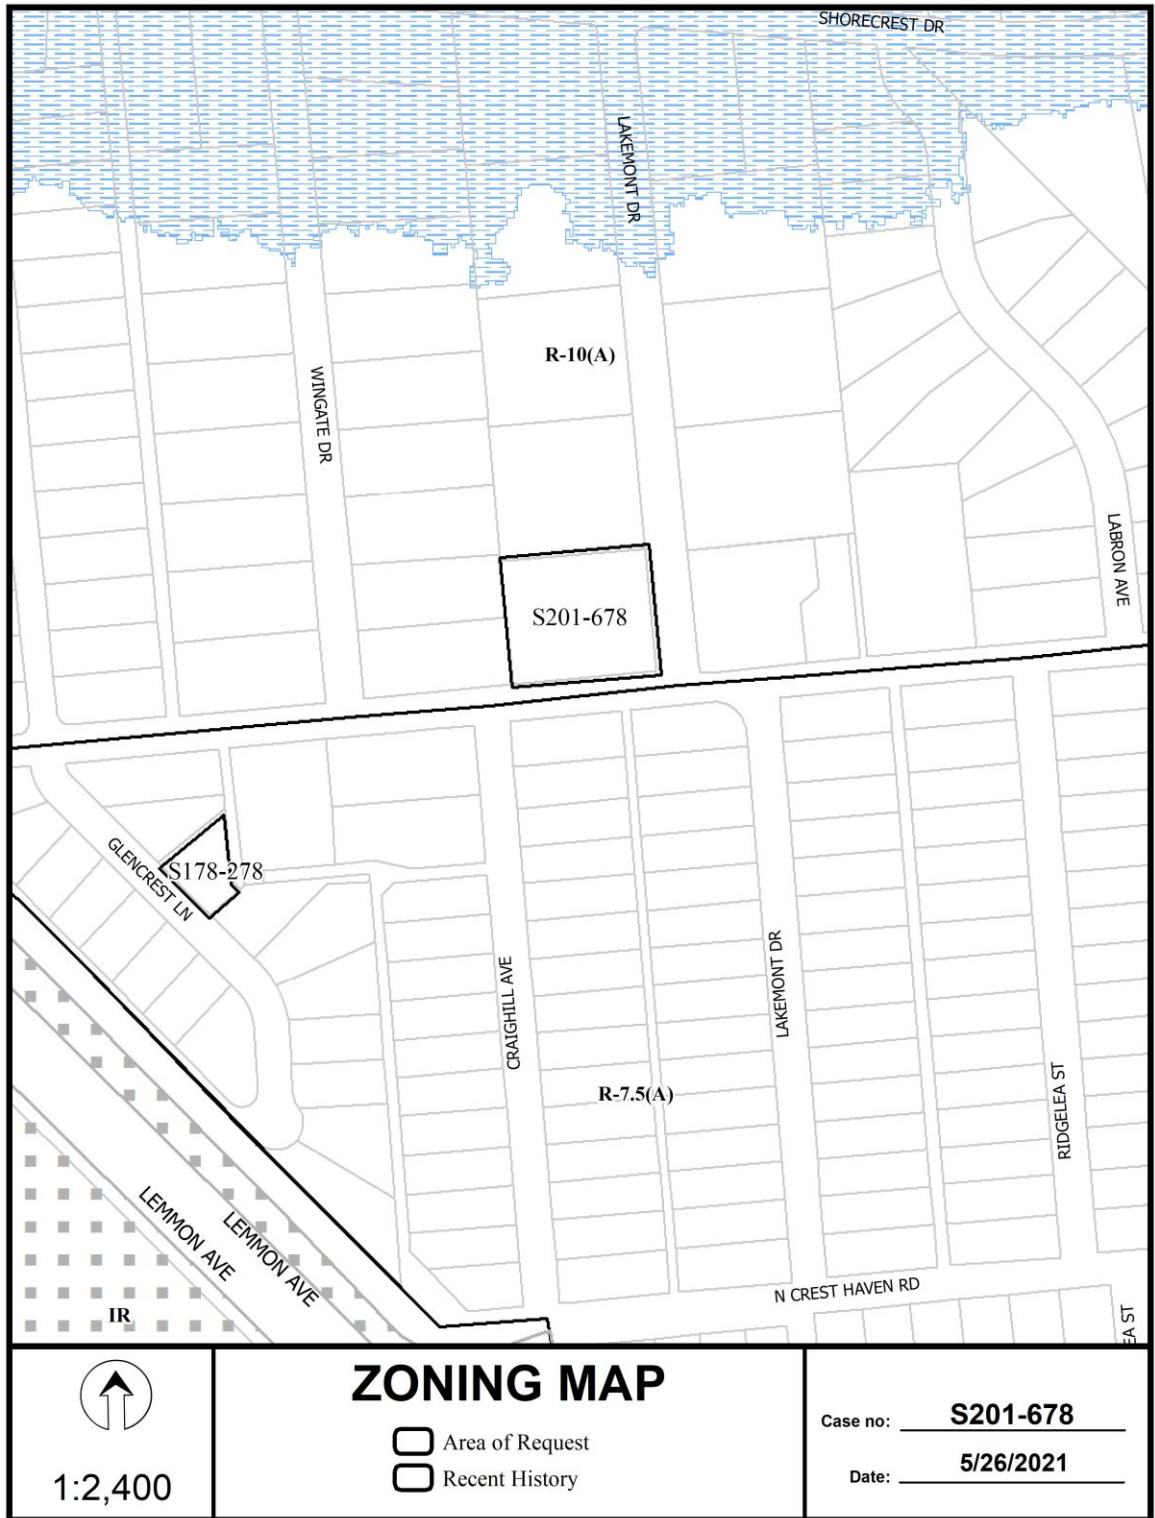 SHORECREST DR
LAKEMONT DR
R-10(A)
WINGATE DR
LABRON AVE
S201-678
GLENCREST LN
S178-278
CRAIGHILL AVE
LAKEMONT DR
R-7.5(A)
RIDGELEA ST
LEMMON AVE
LEMMON AVE
N CREST HAVEN RD
EA ST
IR
1:2,400
ZONING MAP
Area of Request
Recent History
Case no: S201-678
Date: 5/26/2021